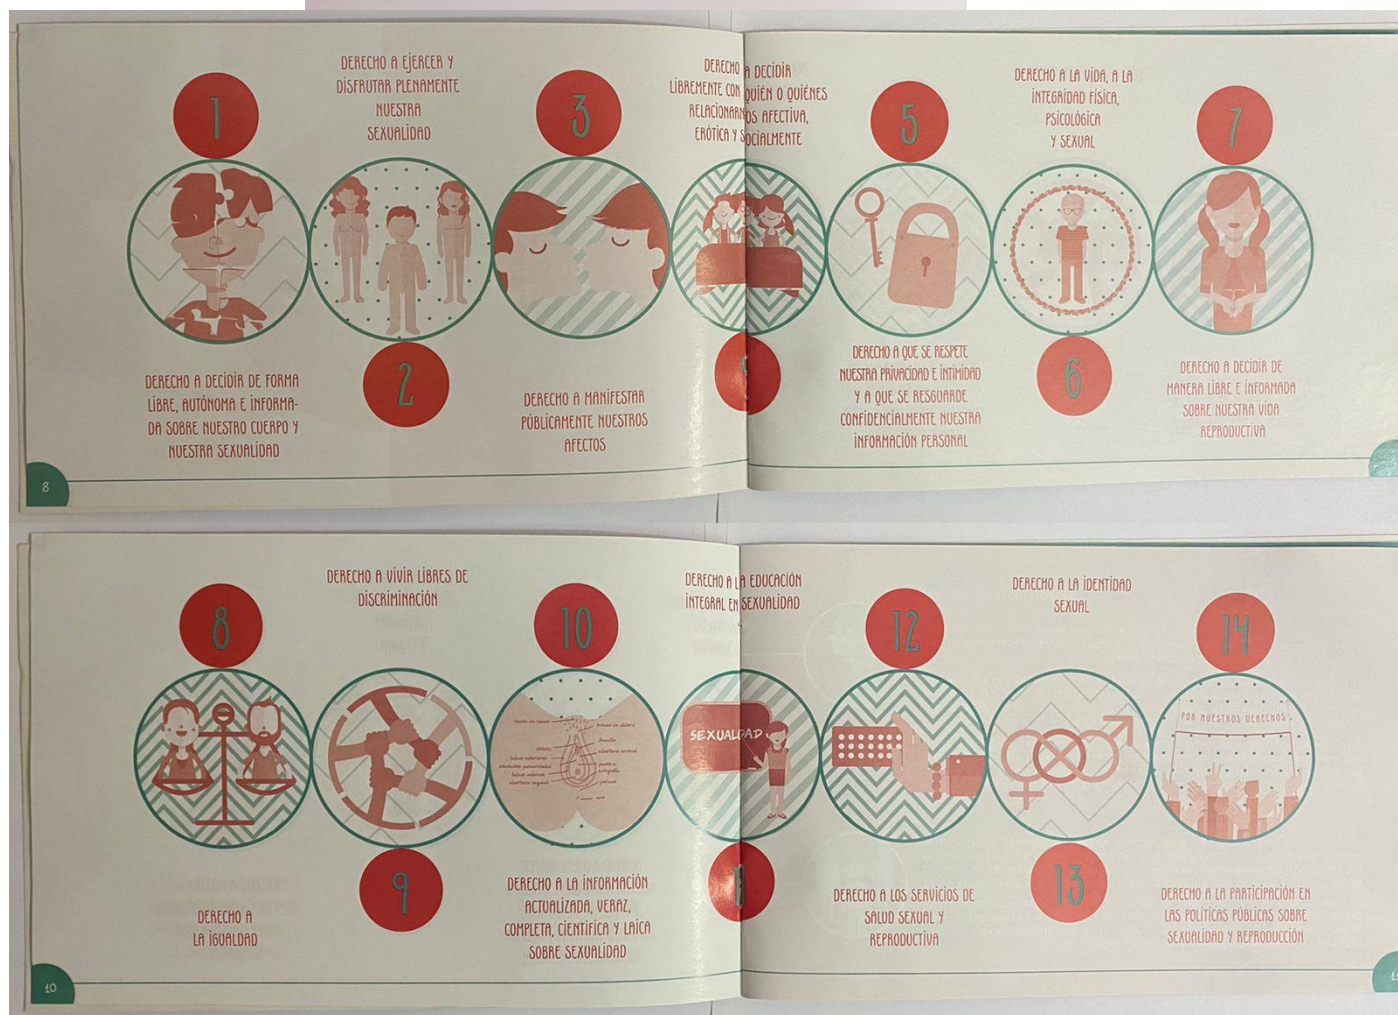 1
DERECHO A DECIDIR DE FORMA
LIBRE, AUTÓNOMA E INFORMA-
DA SOBRE NUESTRO CUERPO Y
NUESTRA SEXUALIDAD
DERECHO A EJERCER Y
DISFRUTAR PLENAMENTE
NUESTRA
SEXUALIDAD
2
3
DERECHO A MANIFESTAR
PÚBLICAMENTE NUESTROS
AFECTOS
DERECHO A DECIDIR
LIBREMENTE CON QUIÉN O QUIÉNES
RELACIONARNOS AFECTIVA,
ERÓTICA Y SOCIALMENTE
5
DERECHO A QUE SE RESPETE
NUESTRA PRIVACIDAD E INTIMIDAD
Y A QUE SE RESGUARDE
CONFIDENCIALMENTE NUESTRA
INFORMACIÓN PERSONAL
DERECHO A LA VIDA, A LA
INTEGRIDAD FÍSICA,
PSICOLÓGICA
Y SEXUAL
6
7
DERECHO A DECIDIR DE
MANERA LIBRE E INFORMADA
SOBRE NUESTRA VIDA
REPRODUCTIVA
8
8
DERECHO A
LA IGUALDAD
DERECHO A VIVIR LIBRES DE
DISCRIMINACIÓN
9
10
DERECHO A LA INFORMACIÓN
ACTUALIZADA, VERAZ,
COMPLETA, CIENTÍFICA Y LAICA
SOBRE SEXUALIDAD
DERECHO A LA EDUCACIÓN
INTEGRAL EN SEXUALIDAD
SEXUALIDAD
12
DERECHO A LOS SERVICIOS DE
SALUD SEXUAL Y
REPRODUCTIVA
DERECHO A LA IDENTIDAD
SEXUAL
13
14
POR NUESTROS DERECHOS
DERECHO A LA PARTICIPACIÓN EN
LAS POLÍTICAS PÚBLICAS SOBRE
SEXUALIDAD Y REPRODUCCIÓN
10